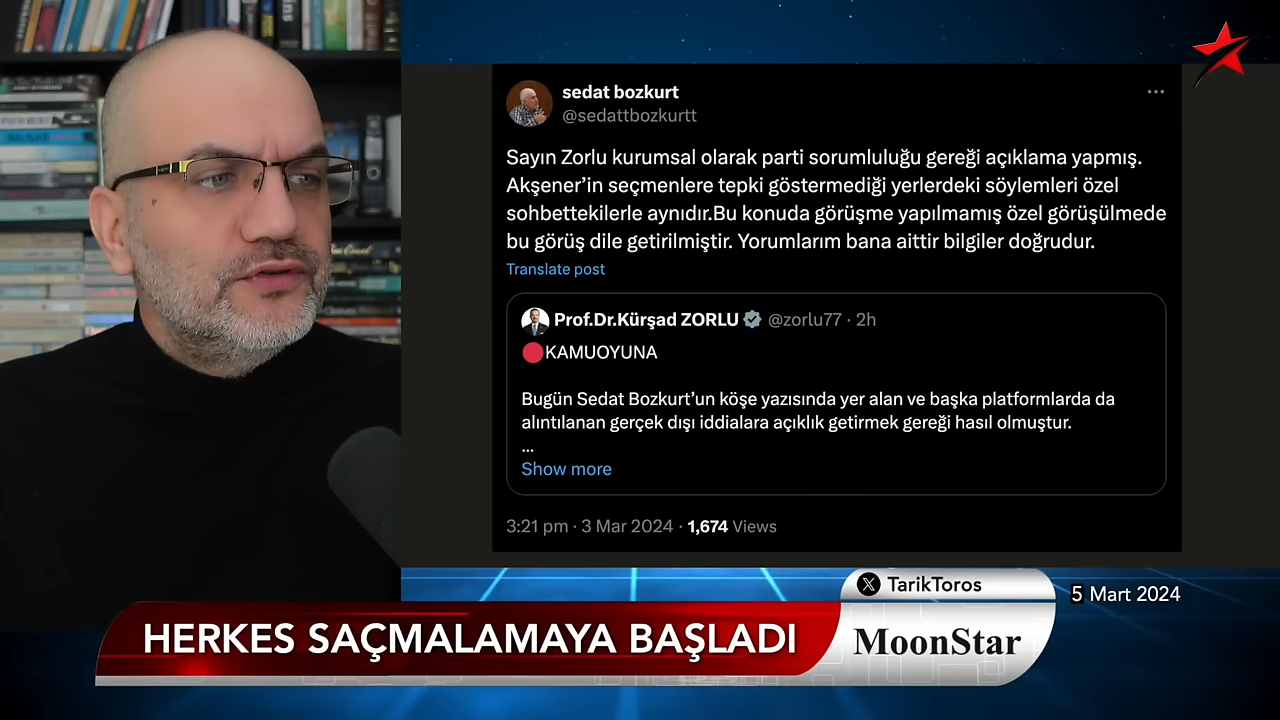 sedat bozkurt
@sedattbozkurtt
Sayın Zorlu kurumsal olarak parti sorumluluğu gereği açıklama yapmış.
Akşener’in seçmenlere tepki göstermediği yerlerdeki söylemleri özel
sohbettekilerle aynıdır.Bu konuda görüşme yapılmamış özel görüşülmede
bu görüş dile getirilmiştir. Yorumlarım bana aittir bilgiler doğrudur.
Translate post
Prof.Dr.Kürşad ZORLU @zorlu77 · 2h
KAMUOYUNA
Bugün Sedat Bozkurt’un köşe yazısında yer alan ve başka platformlarda da
alıntılanan gerçek dışı iddialara açıklık getirmek gereği hasıl olmuştur.
...
Show more
3:21 pm · 3 Mar 2024 · 1,674 Views
TarikToros
5 Mart 2024
HERKES SAÇMALAMAYA BAŞLADI
MoonStar